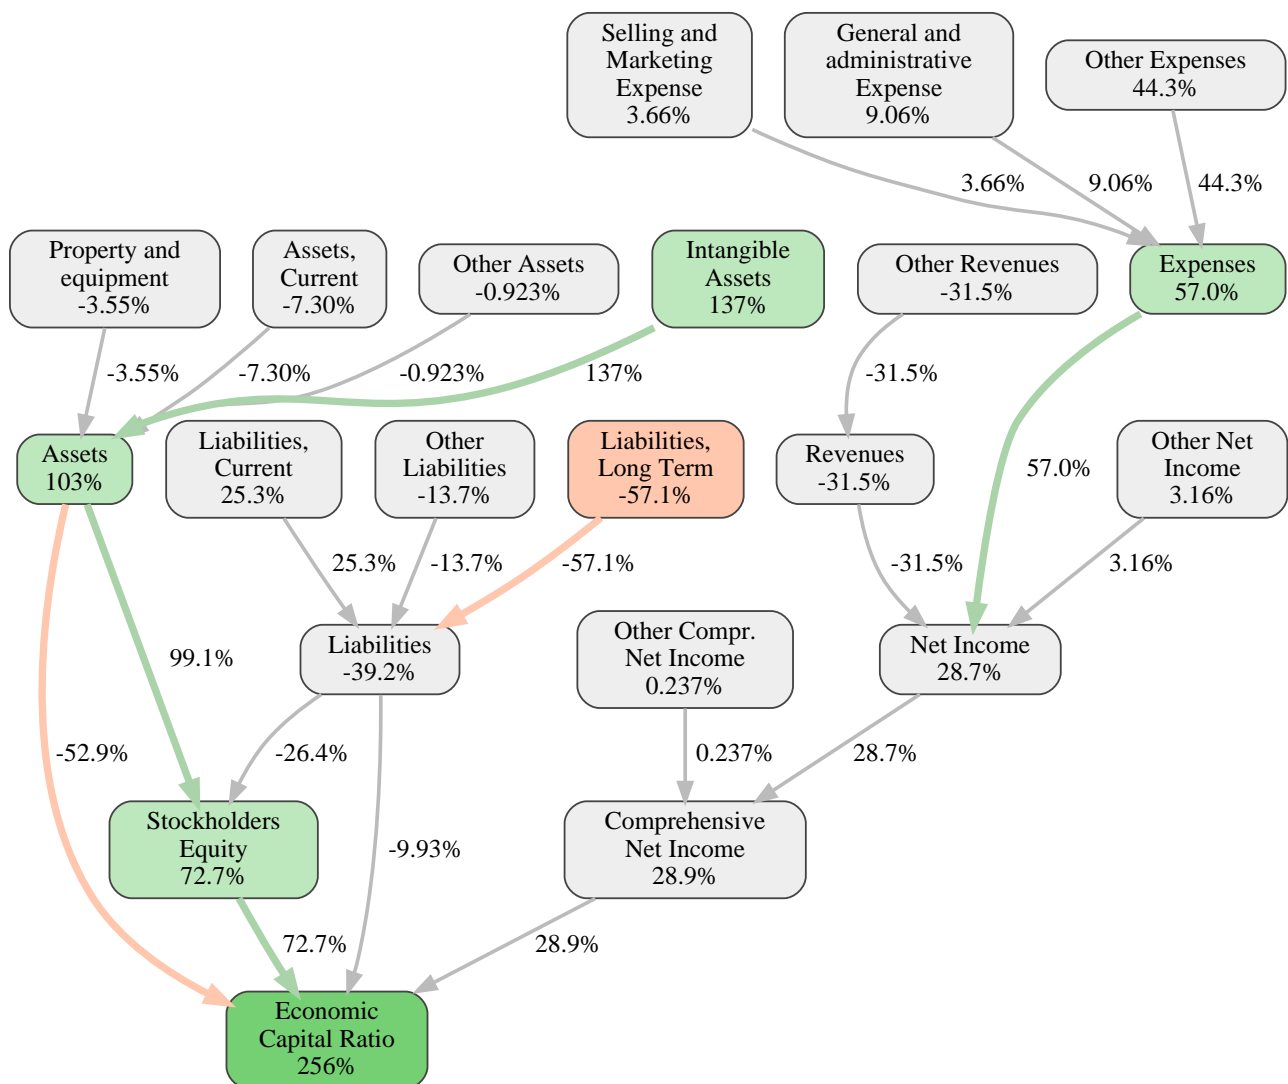 Selling and
Marketing
Expense
3.66%
General and
administrative
Expense
9.06%
Other Expenses
44.3%
3.66%
9.06%
44.3%
Property and
equipment
-3.55%
Assets,
Current
-7.30%
Other Assets
-0.923%
Intangible
Assets
137%
Other Revenues
-31.5%
Expenses
57.0%
-3.55%
-7.30%
-0.923%
137%
-31.5%
Assets
103%
Liabilities,
Current
25.3%
Other
Liabilities
-13.7%
Liabilities,
Long Term
-57.1%
Revenues
-31.5%
57.0%
Other Net
Income
3.16%
25.3%
-13.7%
-57.1%
-31.5%
3.16%
99.1%
Liabilities
-39.2%
Other Compr.
Net Income
0.237%
Net Income
28.7%
-52.9%
-26.4%
0.237%
28.7%
Stockholders
Equity
72.7%
-9.93%
Comprehensive
Net Income
28.9%
72.7%
28.9%
Economic
Capital Ratio
256%